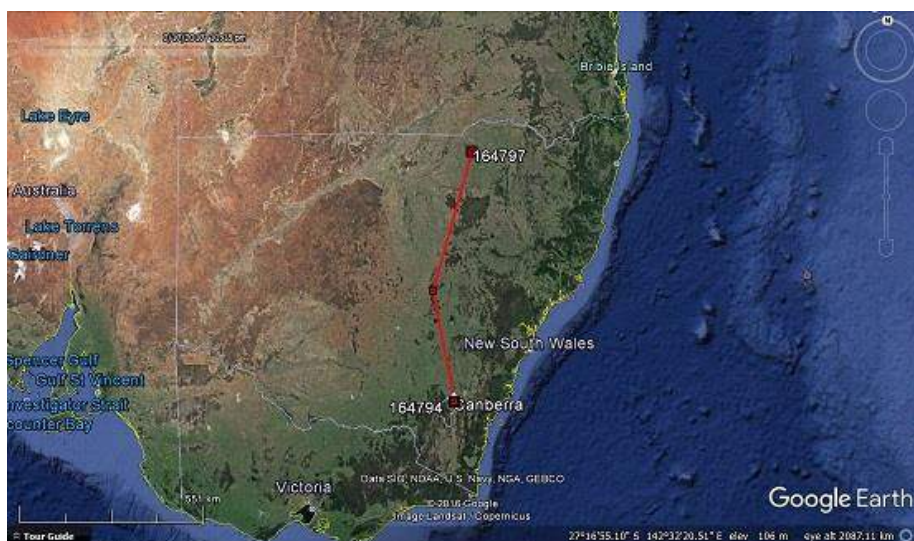 N
Bribie Island
Lake Eyre
164797
Australia
Lake Torrens
Gairdner
New South Wales
Spencer Gulf
Gulf St Vincent
164794 Canberra
Investigator Strait
counter Bay
Victoria
Data SIO, NOAA, U.S. Navy, NGA, GEBCO
551 km
© 2016 Google
Image Landsat / Copernicus
Google Earth
Tour Guide
27°16'55.10" S 142°32'20.51" E elev 106 m eye alt 2087.11 km